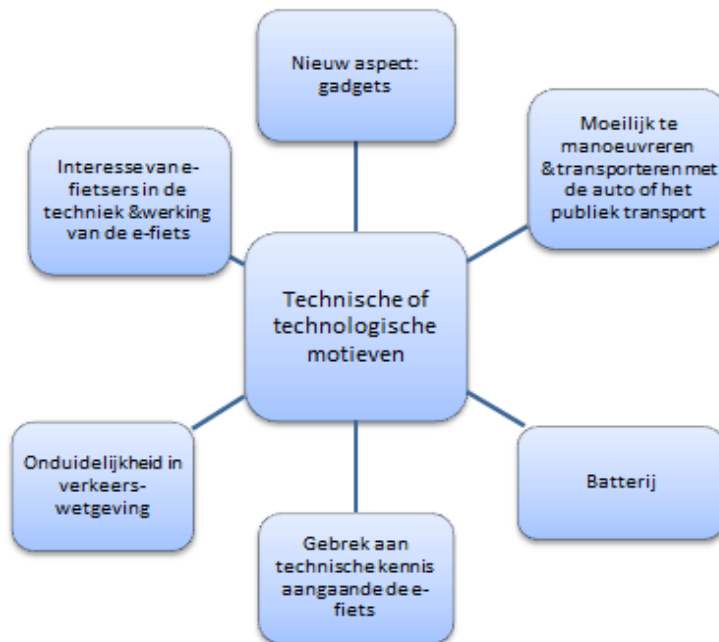 Nieuw aspect:
gadgets
Moeilijk te
manoeuvreren
&transporteren met
de auto of het
publiek transport
Interesse van e-
fietsers in de
techniek &werking
van de e-fiets
Technische of
technologische
motieven
Onduidelijkheid in
verkeers-
wetgeving
Batterij
Gebrek aan
technische kennis
aangaande de e-
fiets